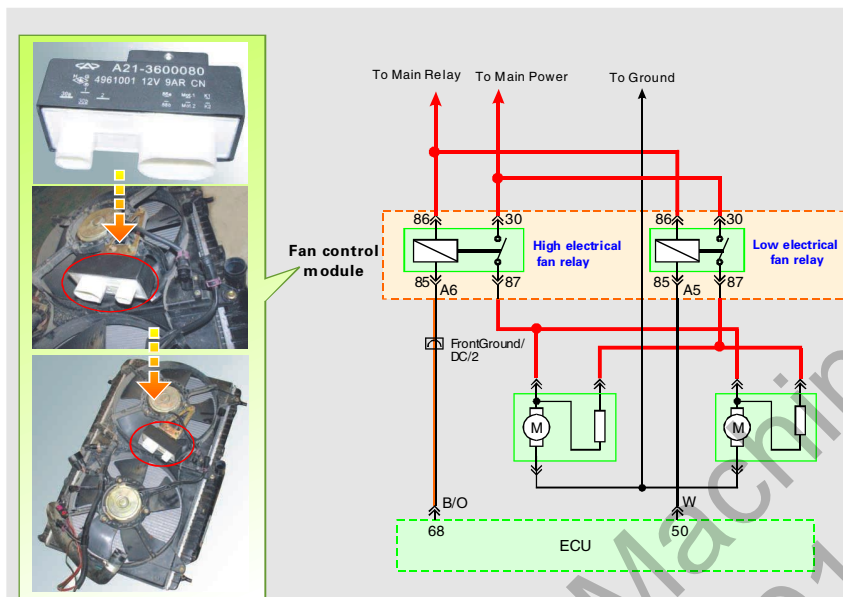 A21-3600080
4961001 12V 9AR CN
To Main Relay
To Main Power
To Ground
Fan control
module
86
30
High electrical
fan relay
85
A6
87
86
30
Low electrical
fan relay
85
A5
87
FrontGround/
DC/2
M
M
B/O
W
68
50
ECU
Machin
01